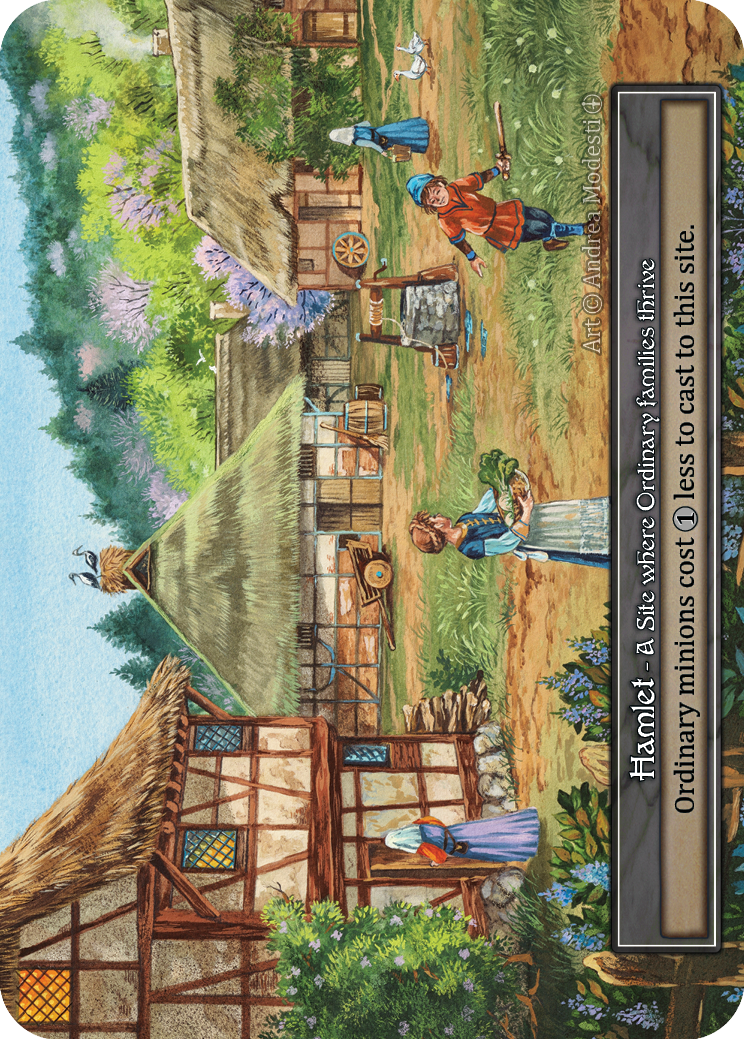 Art © Andrea Modesti
Hamlet - A Site where Ordinary families thrive
Ordinary minions cost 1 less to cast to this site.